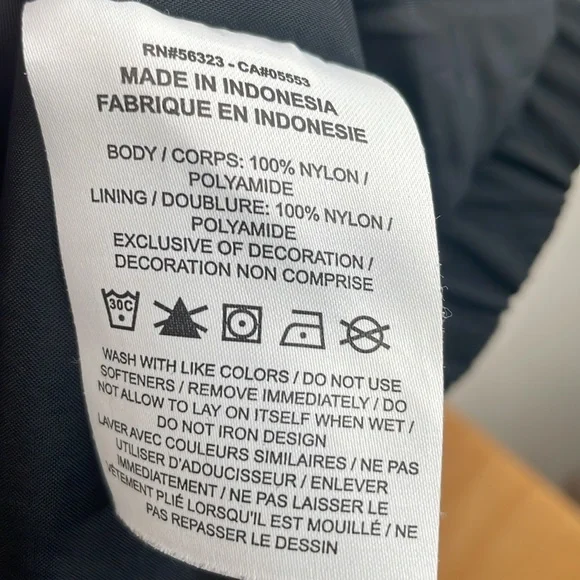 RN#56323 - CA#05553
MADE IN INDONESIA
FABRIQUE EN INDONESIE
BODY / CORPS: 100% NYLON /
POLYAMIDE
LINING / DOUBLURE: 100% NYLON /
POLYAMIDE
EXCLUSIVE OF DECORATION /
DECORATION NON COMPRISE
30C
WASH WITH LIKE COLORS / DO NOT USE
SOFTENERS / REMOVE IMMEDIATELY / DO
NOT ALLOW TO LAY ON ITSELF WHEN WET /
DO NOT IRON DESIGN
LAVER AVEC COULEURS SIMILAIRES / NE PAS
UTILISER D'ADOUCISSEUR / ENLEVER
IMMEDIATEMENT / NE PAS LAISSER LE
VETEMENT PLIÉ LORSQU'IL EST MOUILLÉ / NE
PAS REPASSER LE DESSIN